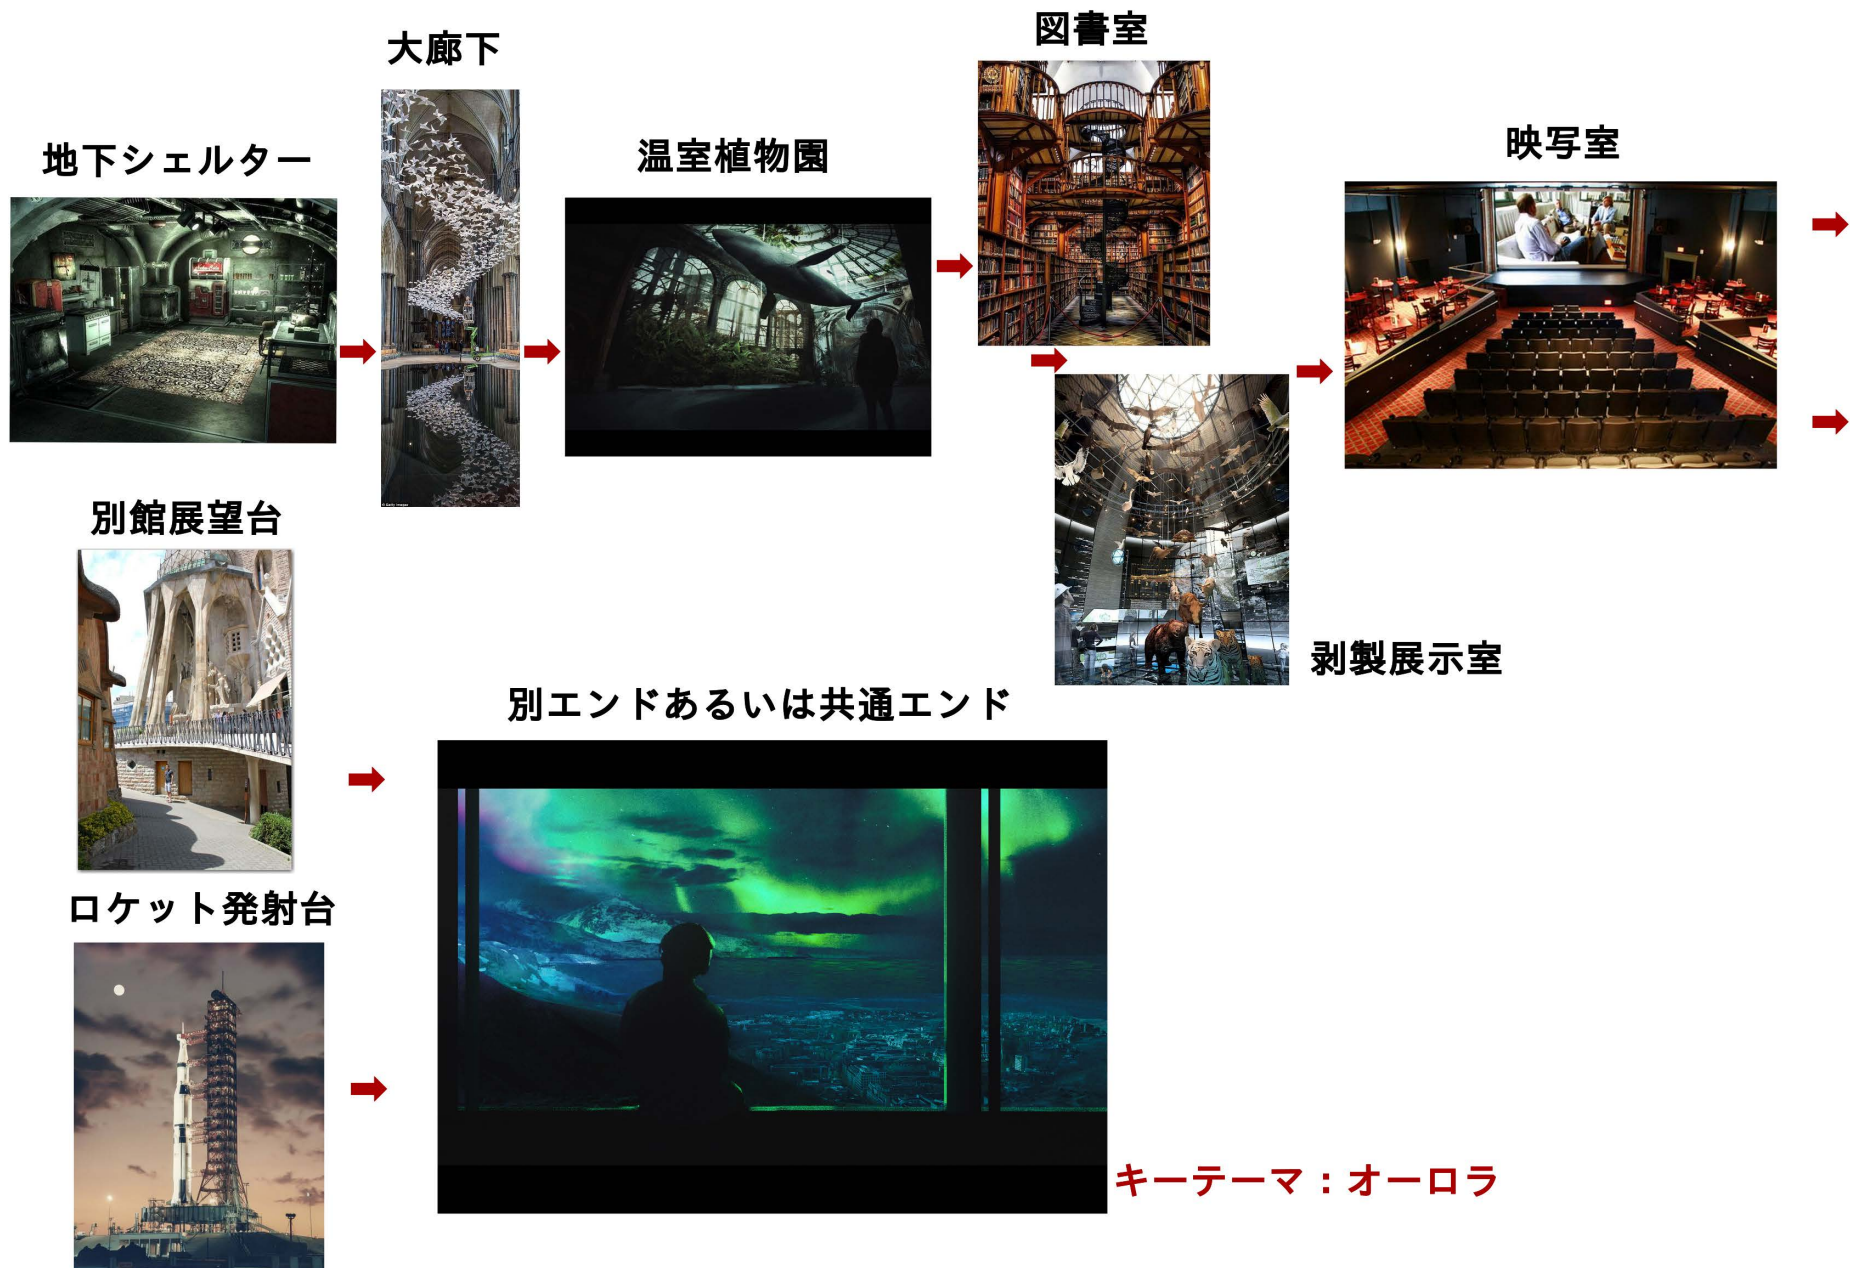 地下シェルター
大廊下
温室植物園
図書室
映写室
剥製展示室
別館展望台
別エンドあるいは共通エンド
ロケット発射台
キーテーマ：オーロラ